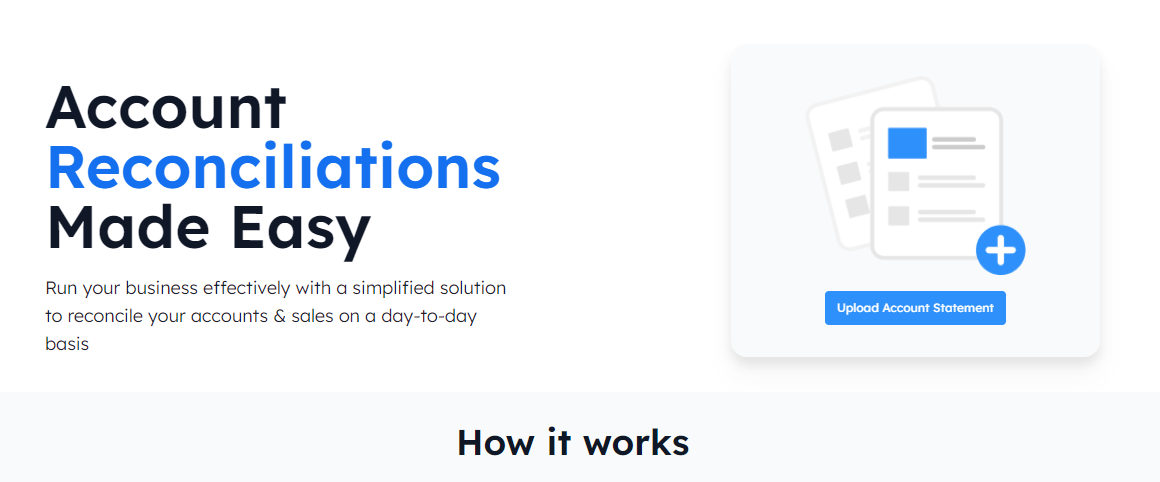 Account
Reconciliations
Made Easy
Run your business effectively with a simplified solution
to reconcile your accounts & sales on a day-to-day
basis
Upload Account Statement
How it works